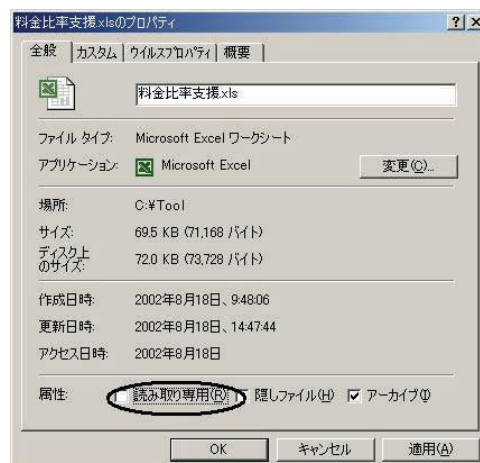 料金比率支援.xlsのプロパティ
全般 カスタム ウイルスプロパティ 概要
料金比率支援.xls
ファイル タイプ: Microsoft Excel ワークシート
アプリケーション: Microsoft Excel 変更(C)...
場所: C:¥Tool
サイズ: 69.5 KB (71,168 バイト)
ディスク上
のサイズ: 72.0 KB (73,728 バイト)
作成日時: 2002年8月18日、9:48:06
更新日時: 2002年8月18日、14:47:44
アクセス日時: 2002年8月18日
属性: 読み取り専用(R) 隠しファイル(H) アーカイブ(I)
OK キャンセル 適用(A)